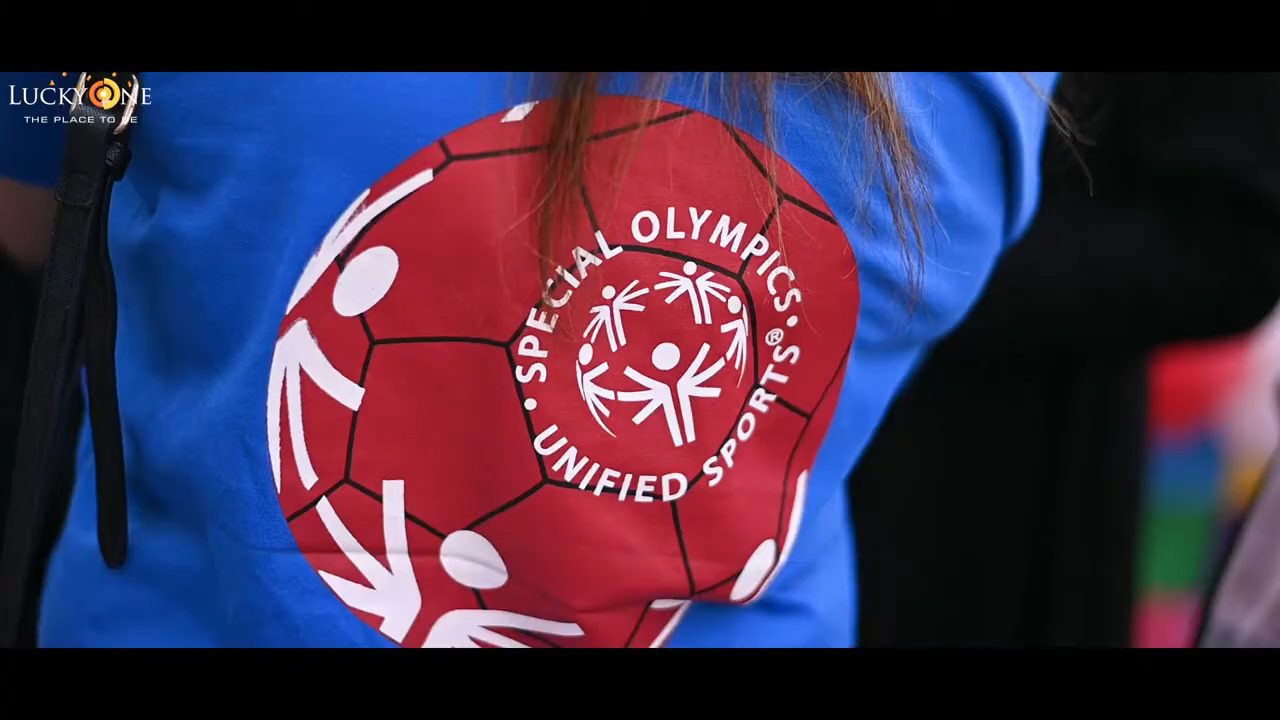 LUCKYONE
THE PLACE TO BE
SPECIAL OLYMPICS
UNIFIED SPORTS®